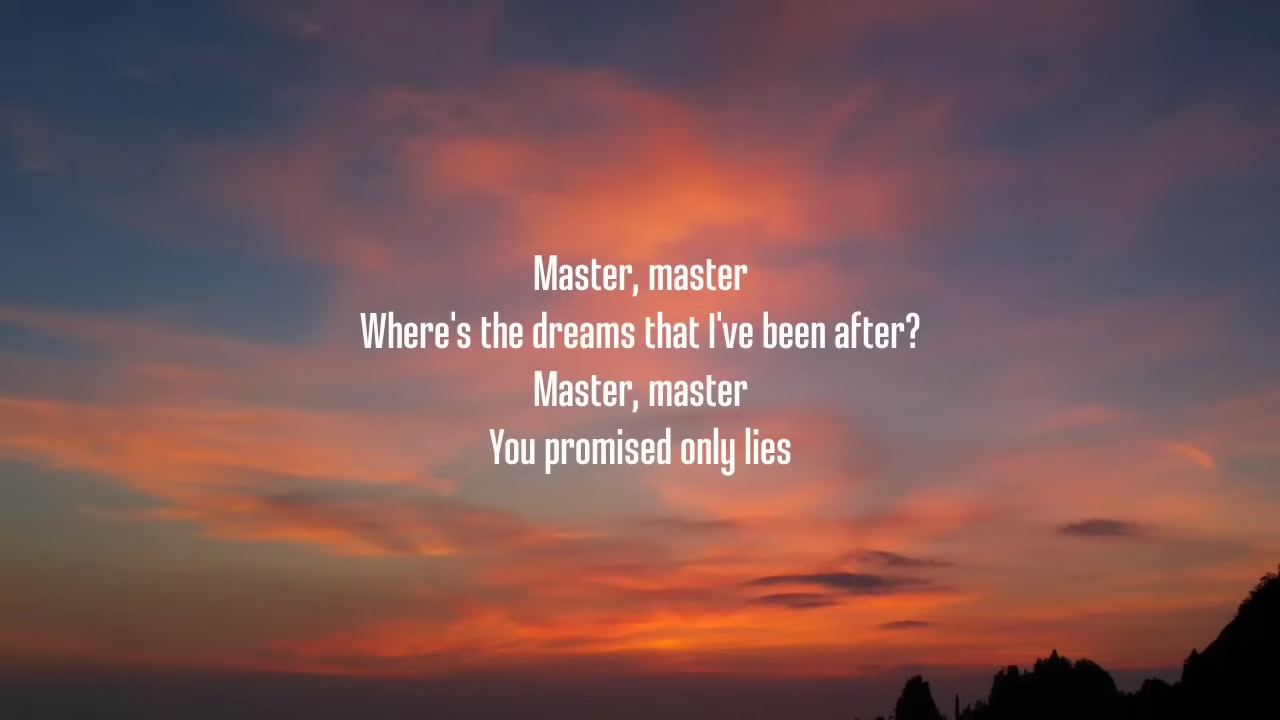 Master, master
Where's the dreams that I've been after?
Master, master
You promised only lies